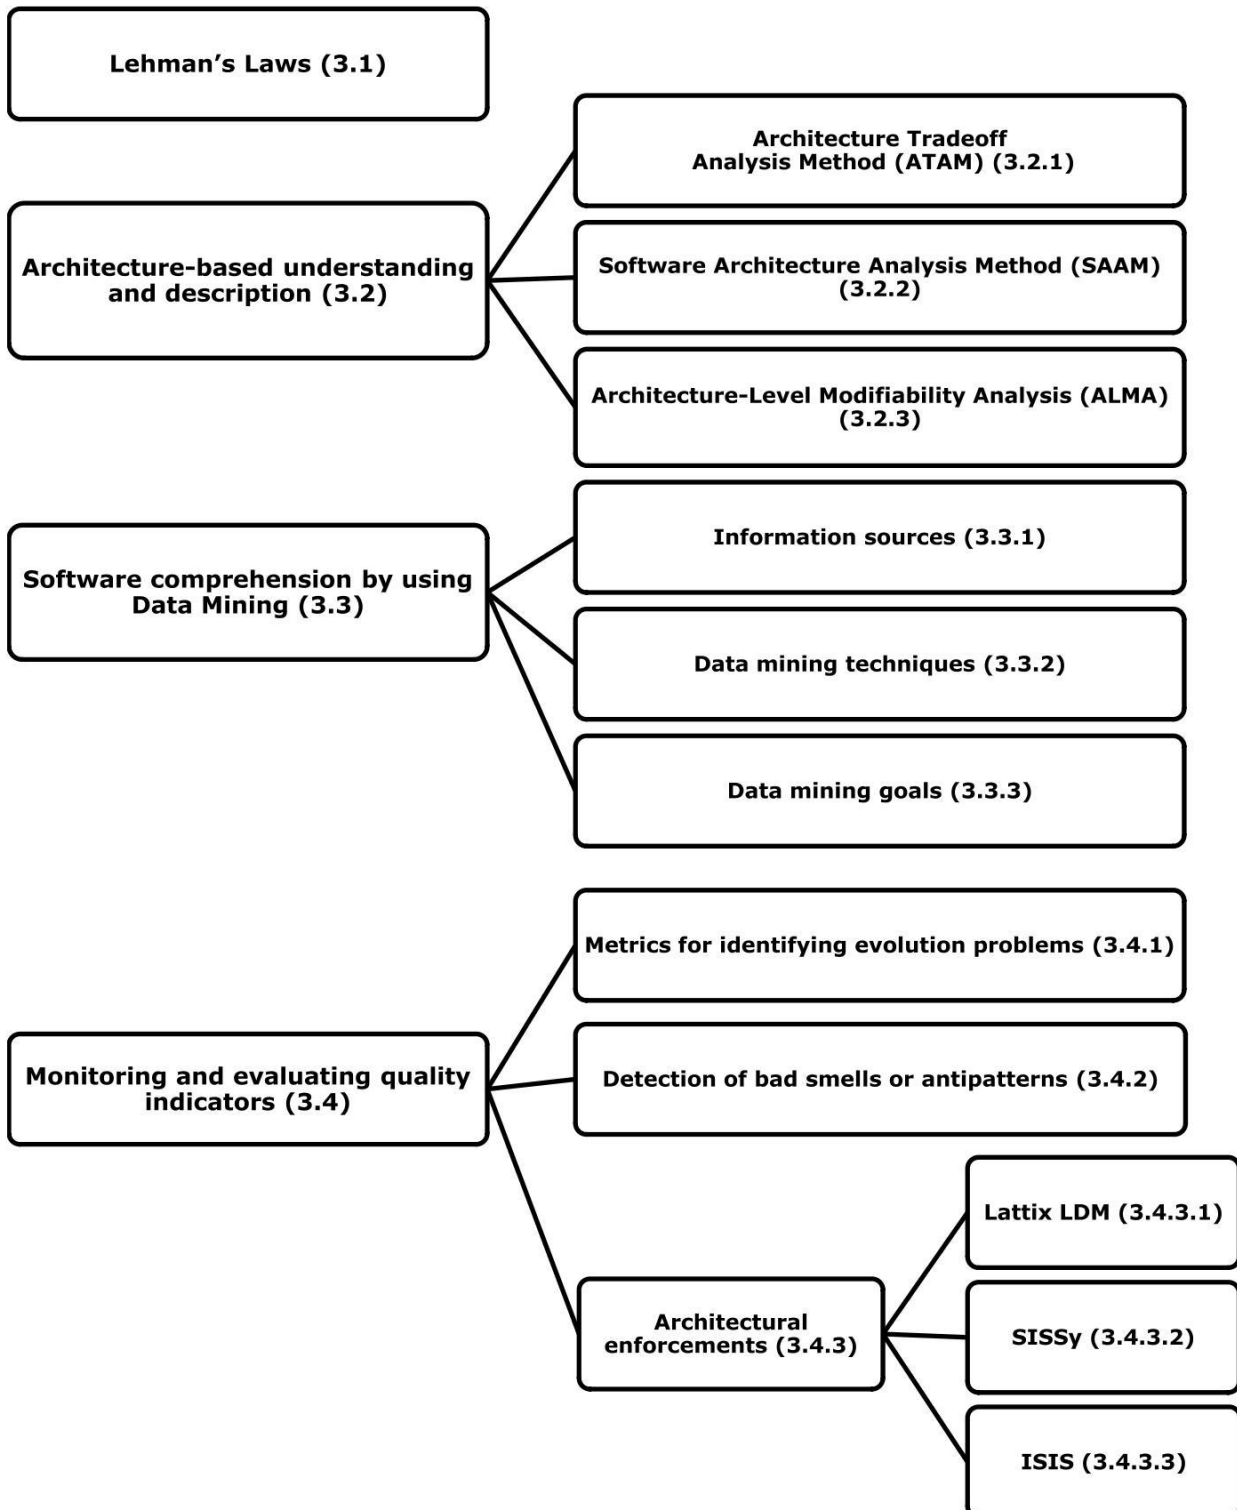 Lehman’s Laws (3.1)
Architecture-based understanding
and description (3.2)
Architecture Tradeoff
Analysis Method (ATAM) (3.2.1)
Software Architecture Analysis Method (SAAM)
(3.2.2)
Architecture-Level Modifiability Analysis (ALMA)
(3.2.3)
Software comprehension by using
Data Mining (3.3)
Information sources (3.3.1)
Data mining techniques (3.3.2)
Data mining goals (3.3.3)
Monitoring and evaluating quality
indicators (3.4)
Metrics for identifying evolution problems (3.4.1)
Detection of bad smells or antipatterns (3.4.2)
Architectural
enforcements (3.4.3)
Lattix LDM (3.4.3.1)
SISSy (3.4.3.2)
ISIS (3.4.3.3)